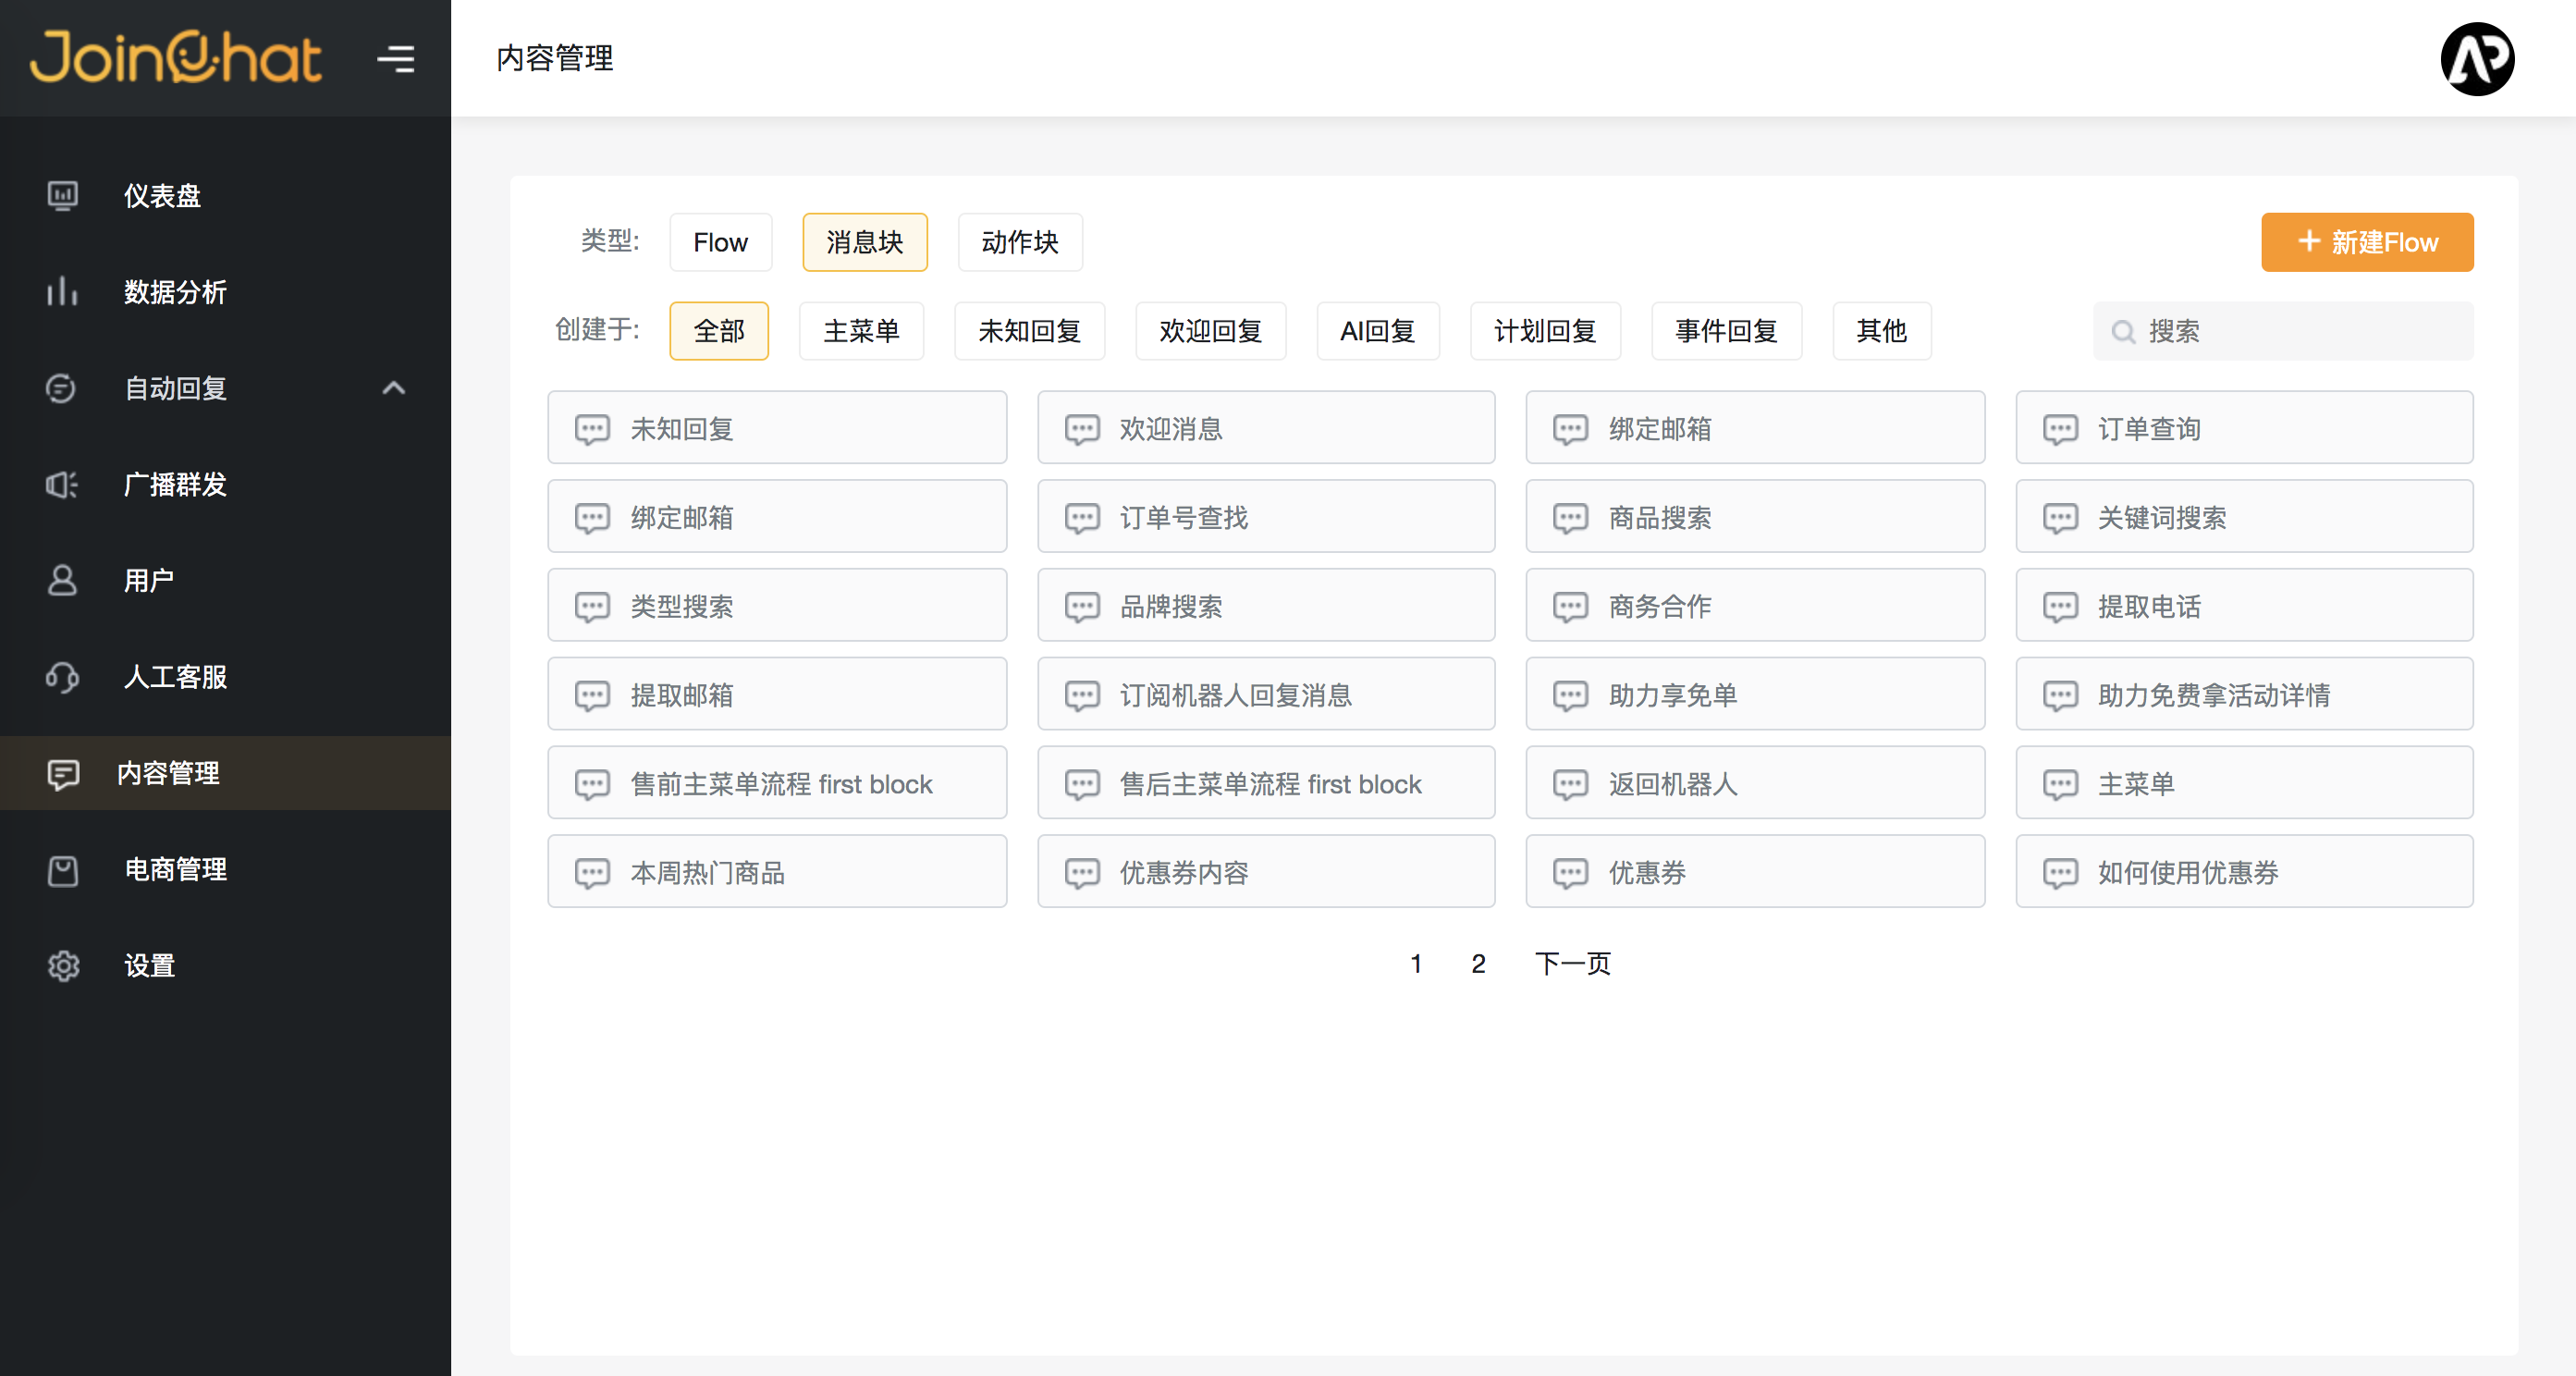 JoinChat
内容管理
AP
仪表盘
数据分析
自动回复
广播群发
用户
人工客服
内容管理
电商管理
设置
类型: Flow 消息块 动作块
+ 新建Flow
创建于: 全部 主菜单 未知回复 欢迎回复 AI回复 计划回复 事件回复 其他
搜索
未知回复 欢迎消息 绑定邮箱 订单查询
绑定邮箱 订单号查找 商品搜索 关键词搜索
类型搜索 品牌搜索 商务合作 提取电话
提取邮箱 订阅机器人回复消息 助力享免单 助力免费拿活动详情
售前主菜单流程 first block 售后主菜单流程 first block 返回机器人 主菜单
本周热门商品 优惠券内容 优惠券 如何使用优惠券
1 2 下一页